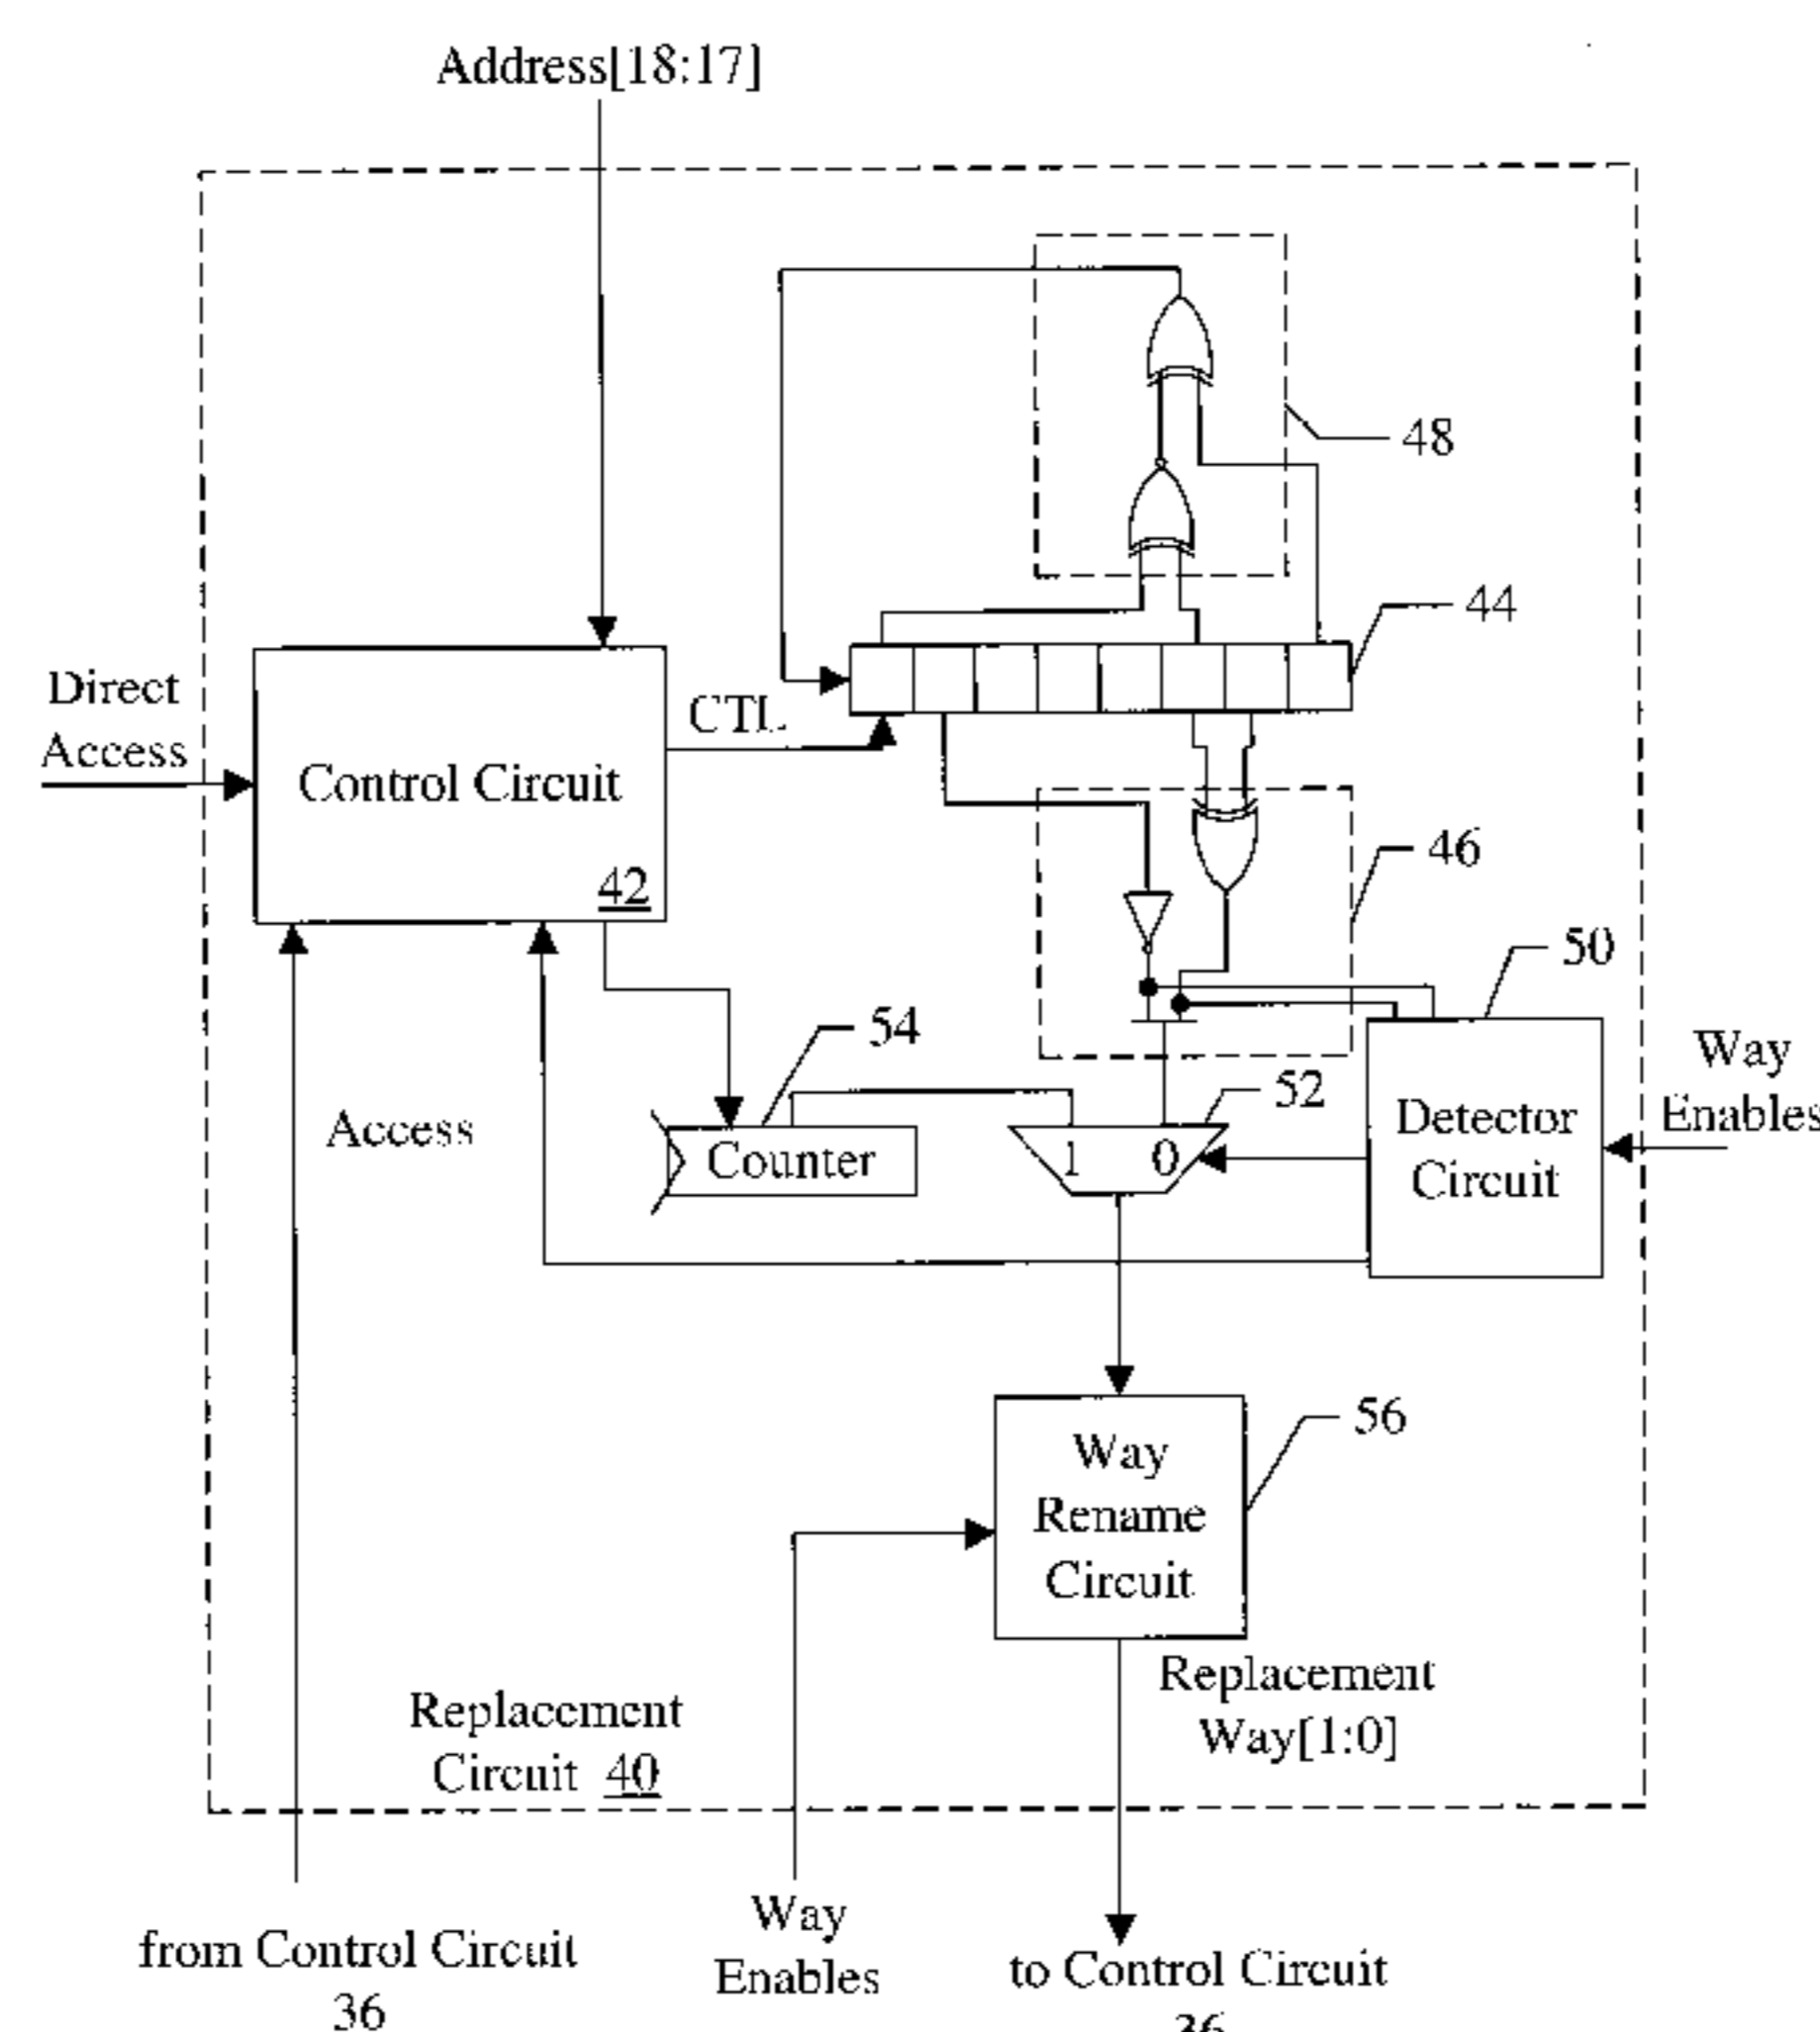 Address[18:17]
48
44
Direct
Access
CTL
Control Circuit
42
46
50
54
Way
Enables
52
Access
Counter
1 0
Detector
Circuit
56
Way
Rename
Circuit
Replacement
Way[1:0]
Replacement
Circuit 40
from Control Circuit
36
Way
Enables
to Control Circuit
36